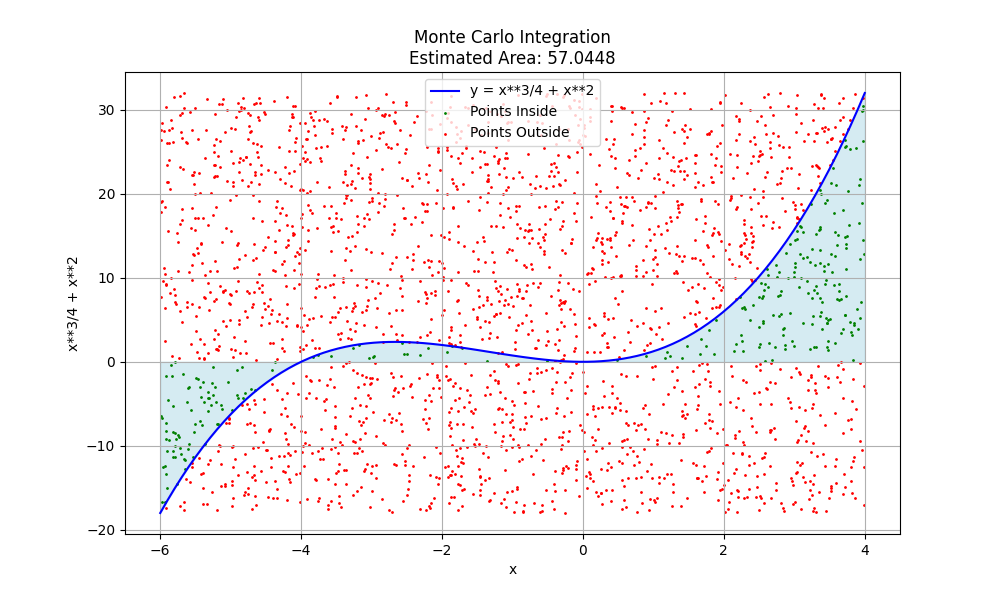 Monte Carlo Integration
Estimated Area: 57.0448
y = x**3/4 + x**2
Points Inside
Points Outside
x**3/4 + x**2
30
20
10
0
−10
−20
−6
−4
−2
0
2
4
x